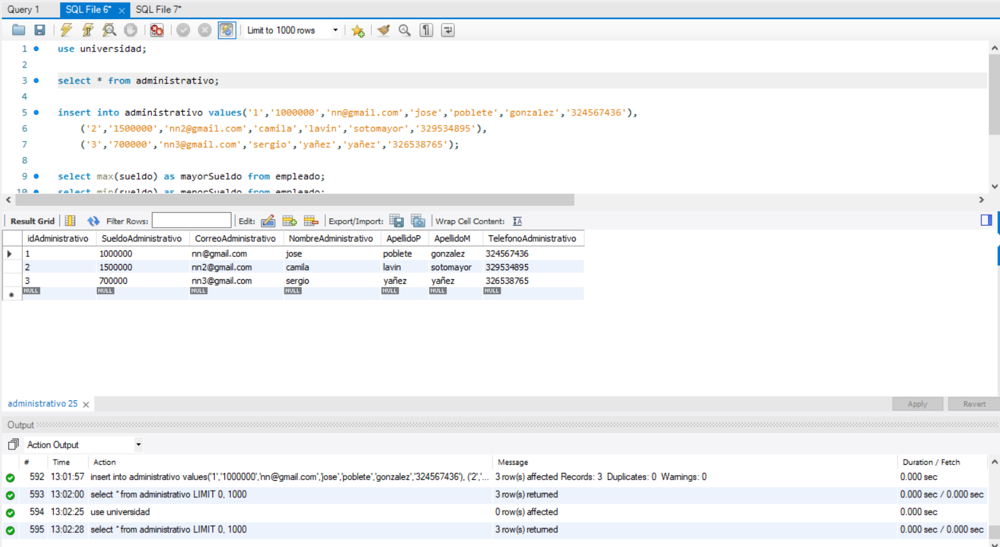 Query 1 SQL File 6* × SQL File 7*
Limit to 1000 rows
1 use universidad;
2
3 select * from administrativo;
4
5 insert into administrativo values('1','1000000','nn@gmail.com','jose','poblete','gonzalez','324567436'),
6 ('2','1500000','nn2@gmail.com','camila','lavin','sotomayor','329534895'),
7 ('3','700000','nn3@gmail.com','sergio','yañez','yañez','326538765');
8
9 select max(sueldo) as mayorSueldo from empleado;
10 select min(sueldo) as menorSueldo from empleado;
Result Grid Filter Rows: Edit: Export/Import: Wrap Cell Content: IA
idAdministrativo SueldoAdministrativo CorreoAdministrativo NombreAdministrativo ApellidoP ApellidoM TelefonoAdministrativo
1 1000000 nn@gmail.com jose poblete gonzalez 324567436
2 1500000 nn2@gmail.com camila lavin sotomayor 329534895
3 700000 nn3@gmail.com sergio yañez yañez 326538765
NULL NULL NULL NULL NULL NULL NULL
administrativo 25 × Apply Revert
Output
Action Output
# Time Action Message Duration / Fetch
592 13:01:57 insert into administrativo values('1','1000000','nn@gmail.com','jose','poblete','gonzalez','324567436'), ('2','... 3 row(s) affected Records: 3 Duplicates: 0 Warnings: 0 0.000 sec
593 13:02:00 select * from administrativo LIMIT 0, 1000 3 row(s) returned 0.000 sec / 0.000 sec
594 13:02:25 use universidad 0 row(s) affected 0.000 sec
595 13:02:28 select * from administrativo LIMIT 0, 1000 3 row(s) returned 0.000 sec / 0.000 sec